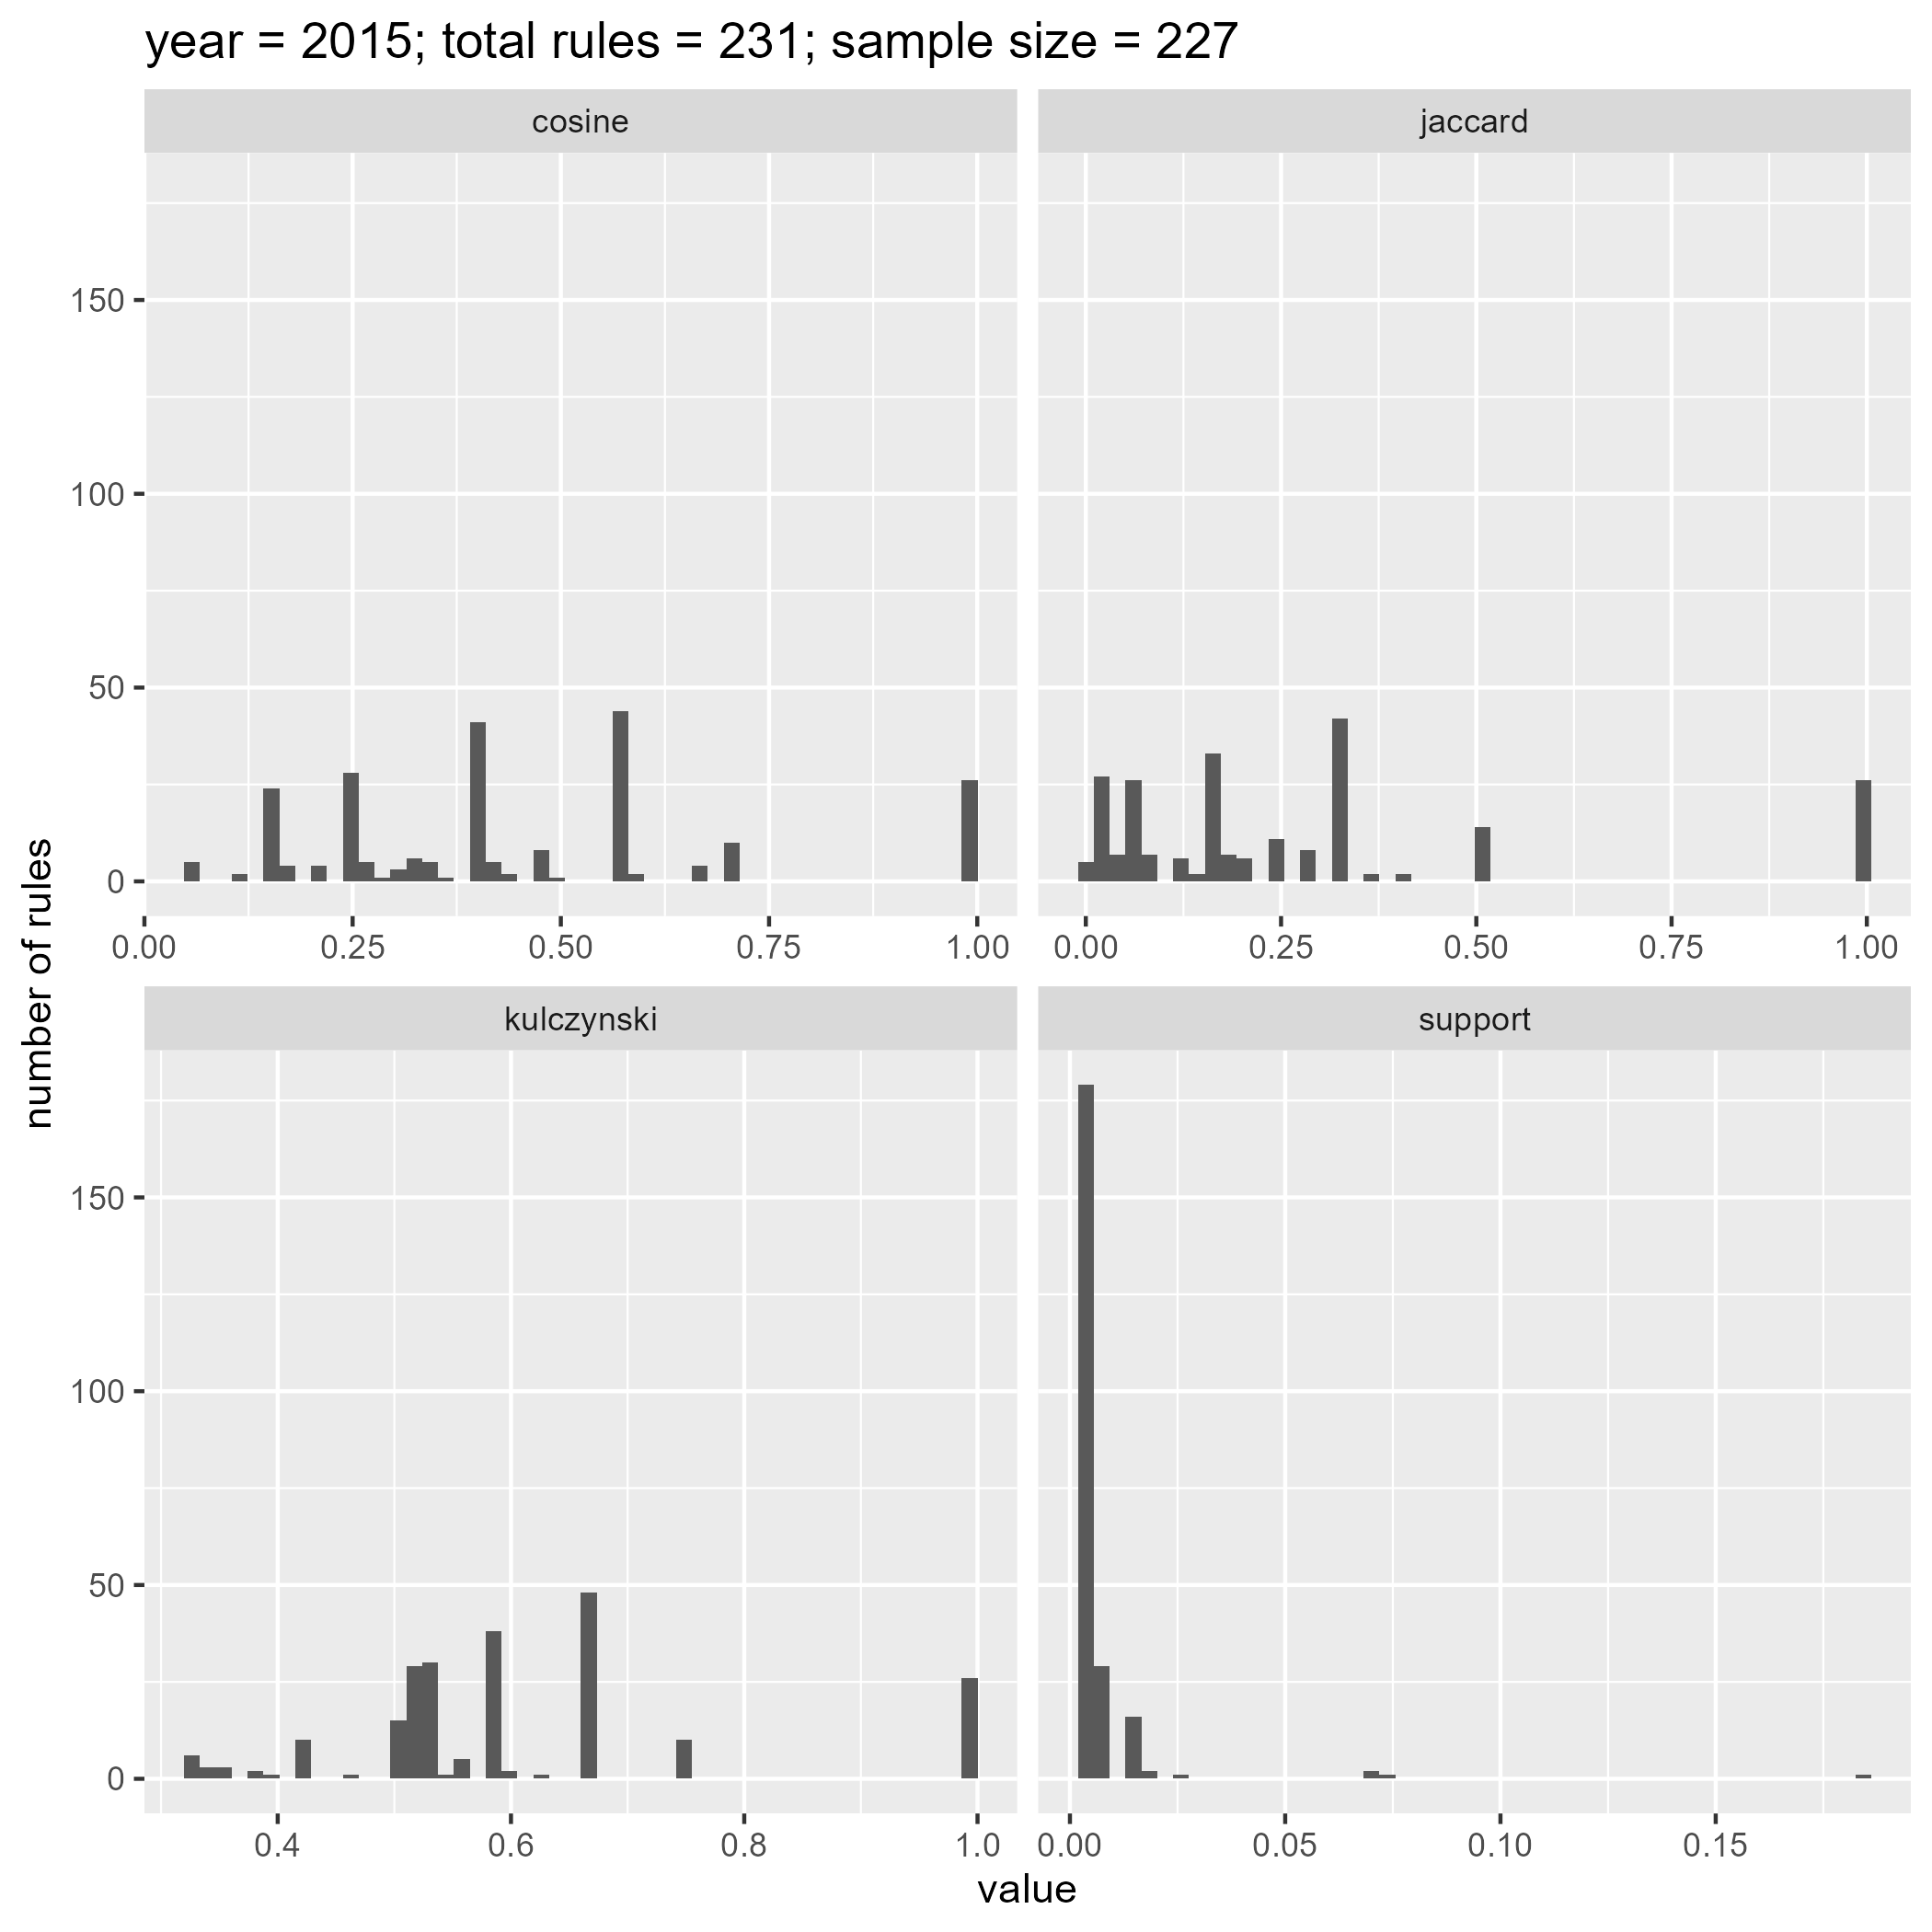 year = 2015; total rules = 231; sample size = 227
cosine
jaccard
150
100
50
0
0.00 0.25 0.50 0.75 1.00
0.00 0.25 0.50 0.75 1.00
number of rules
kulczynski
support
150
100
50
0
0.4 0.6 0.8 1.0
0.00 0.05 0.10 0.15
value